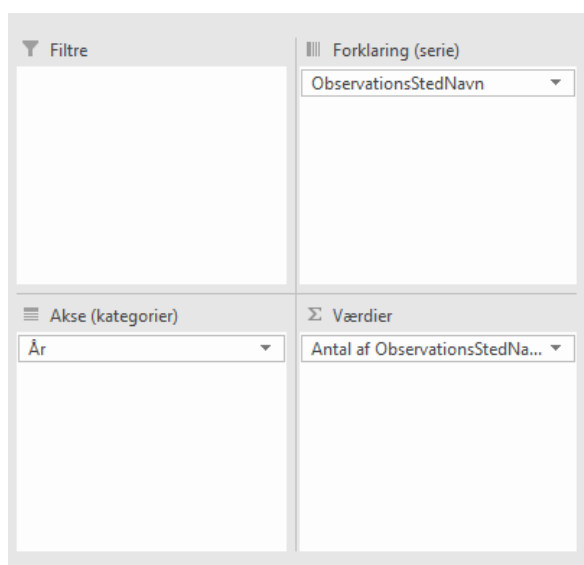 Filtre
Forklaring (serie)
ObservationsStedNavn
Akse (kategorier)
Σ Værdier
År
Antal af ObservationsStedNa...